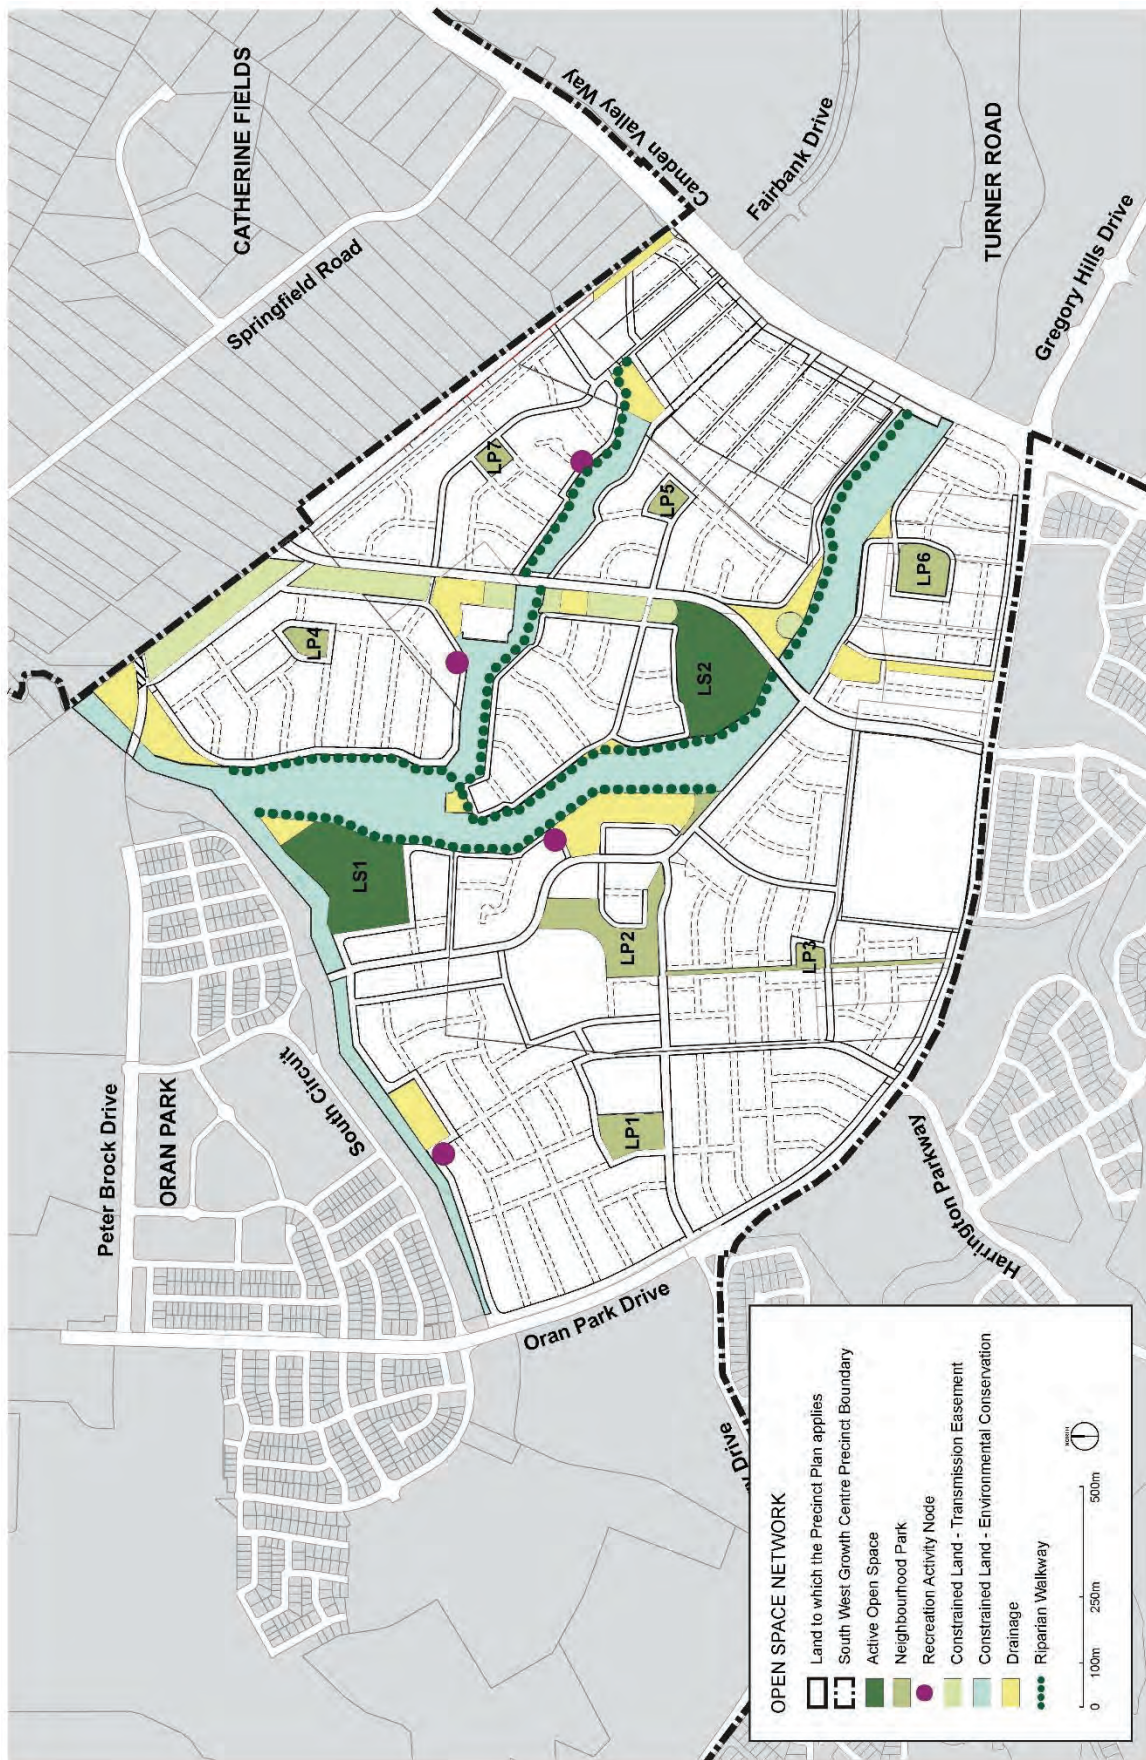 CATHERINE FIELDS
Springfield Road
Camden Valley Way
Fairbank Drive
TURNER ROAD
Gregory Hills Drive
Peter Brock Drive
ORAN PARK
South Circuit
Oran Park Drive
Harrington Parkway
y Drive
LS1
LS2
LP1
LP2
LP3
LP4
LP5
LP6
LP7
OPEN SPACE NETWORK
Land to which the Precinct Plan applies
South West Growth Centre Precinct Boundary
Active Open Space
Neighbourhood Park
Recreation Activity Node
Constrained Land - Transmission Easement
Constrained Land - Environmental Conservation
Drainage
Riparian Walkway
0 100m 250m 500m
NORTH